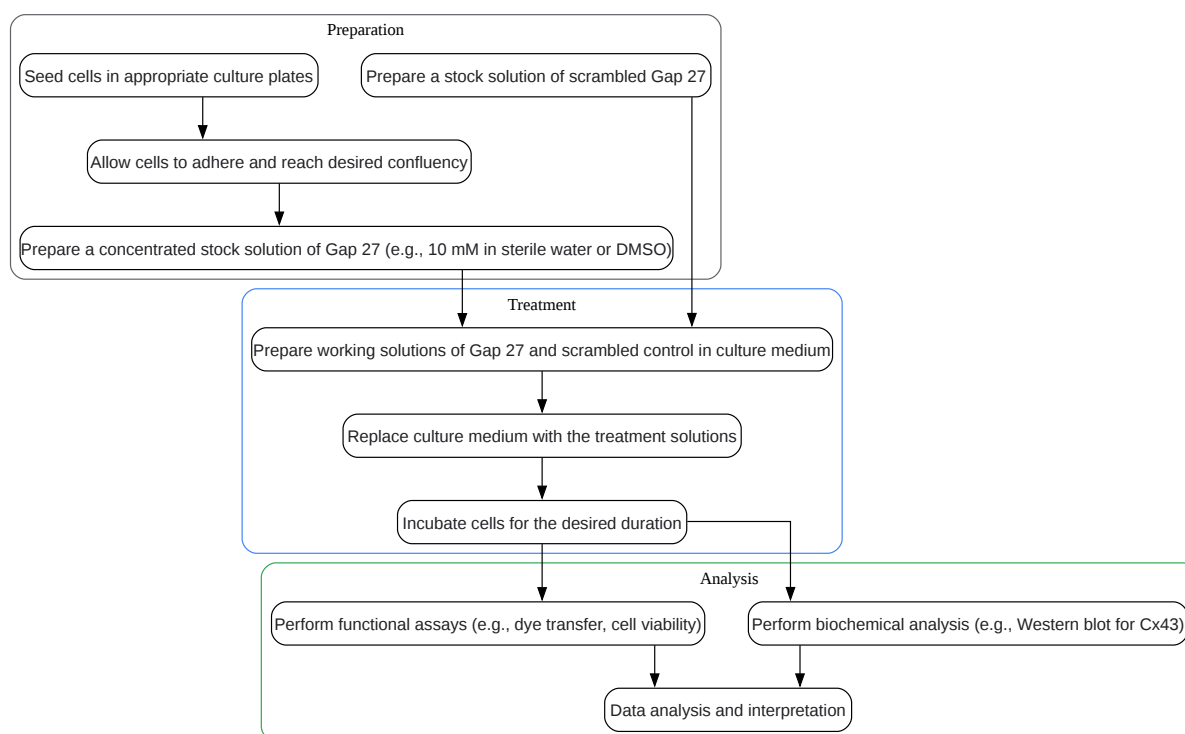 Preparation
Seed cells in appropriate culture plates
Prepare a stock solution of scrambled Gap 27
Allow cells to adhere and reach desired confluency
Prepare a concentrated stock solution of Gap 27 (e.g., 10 mM in sterile water or DMSO)
Treatment
Prepare working solutions of Gap 27 and scrambled control in culture medium
Replace culture medium with the treatment solutions
Incubate cells for the desired duration
Analysis
Perform functional assays (e.g., dye transfer, cell viability)
Perform biochemical analysis (e.g., Western blot for Cx43)
Data analysis and interpretation